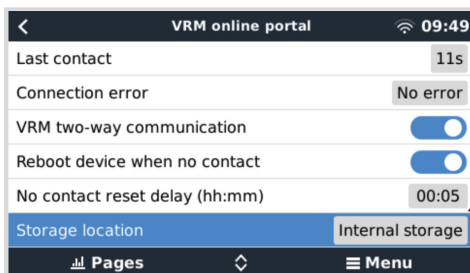 VRM online portal 09:49
Last contact 11s
Connection error No error
VRM two-way communication
Reboot device when no contact
No contact reset delay (hh:mm) 00:05
Storage location Internal storage
Pages Menu